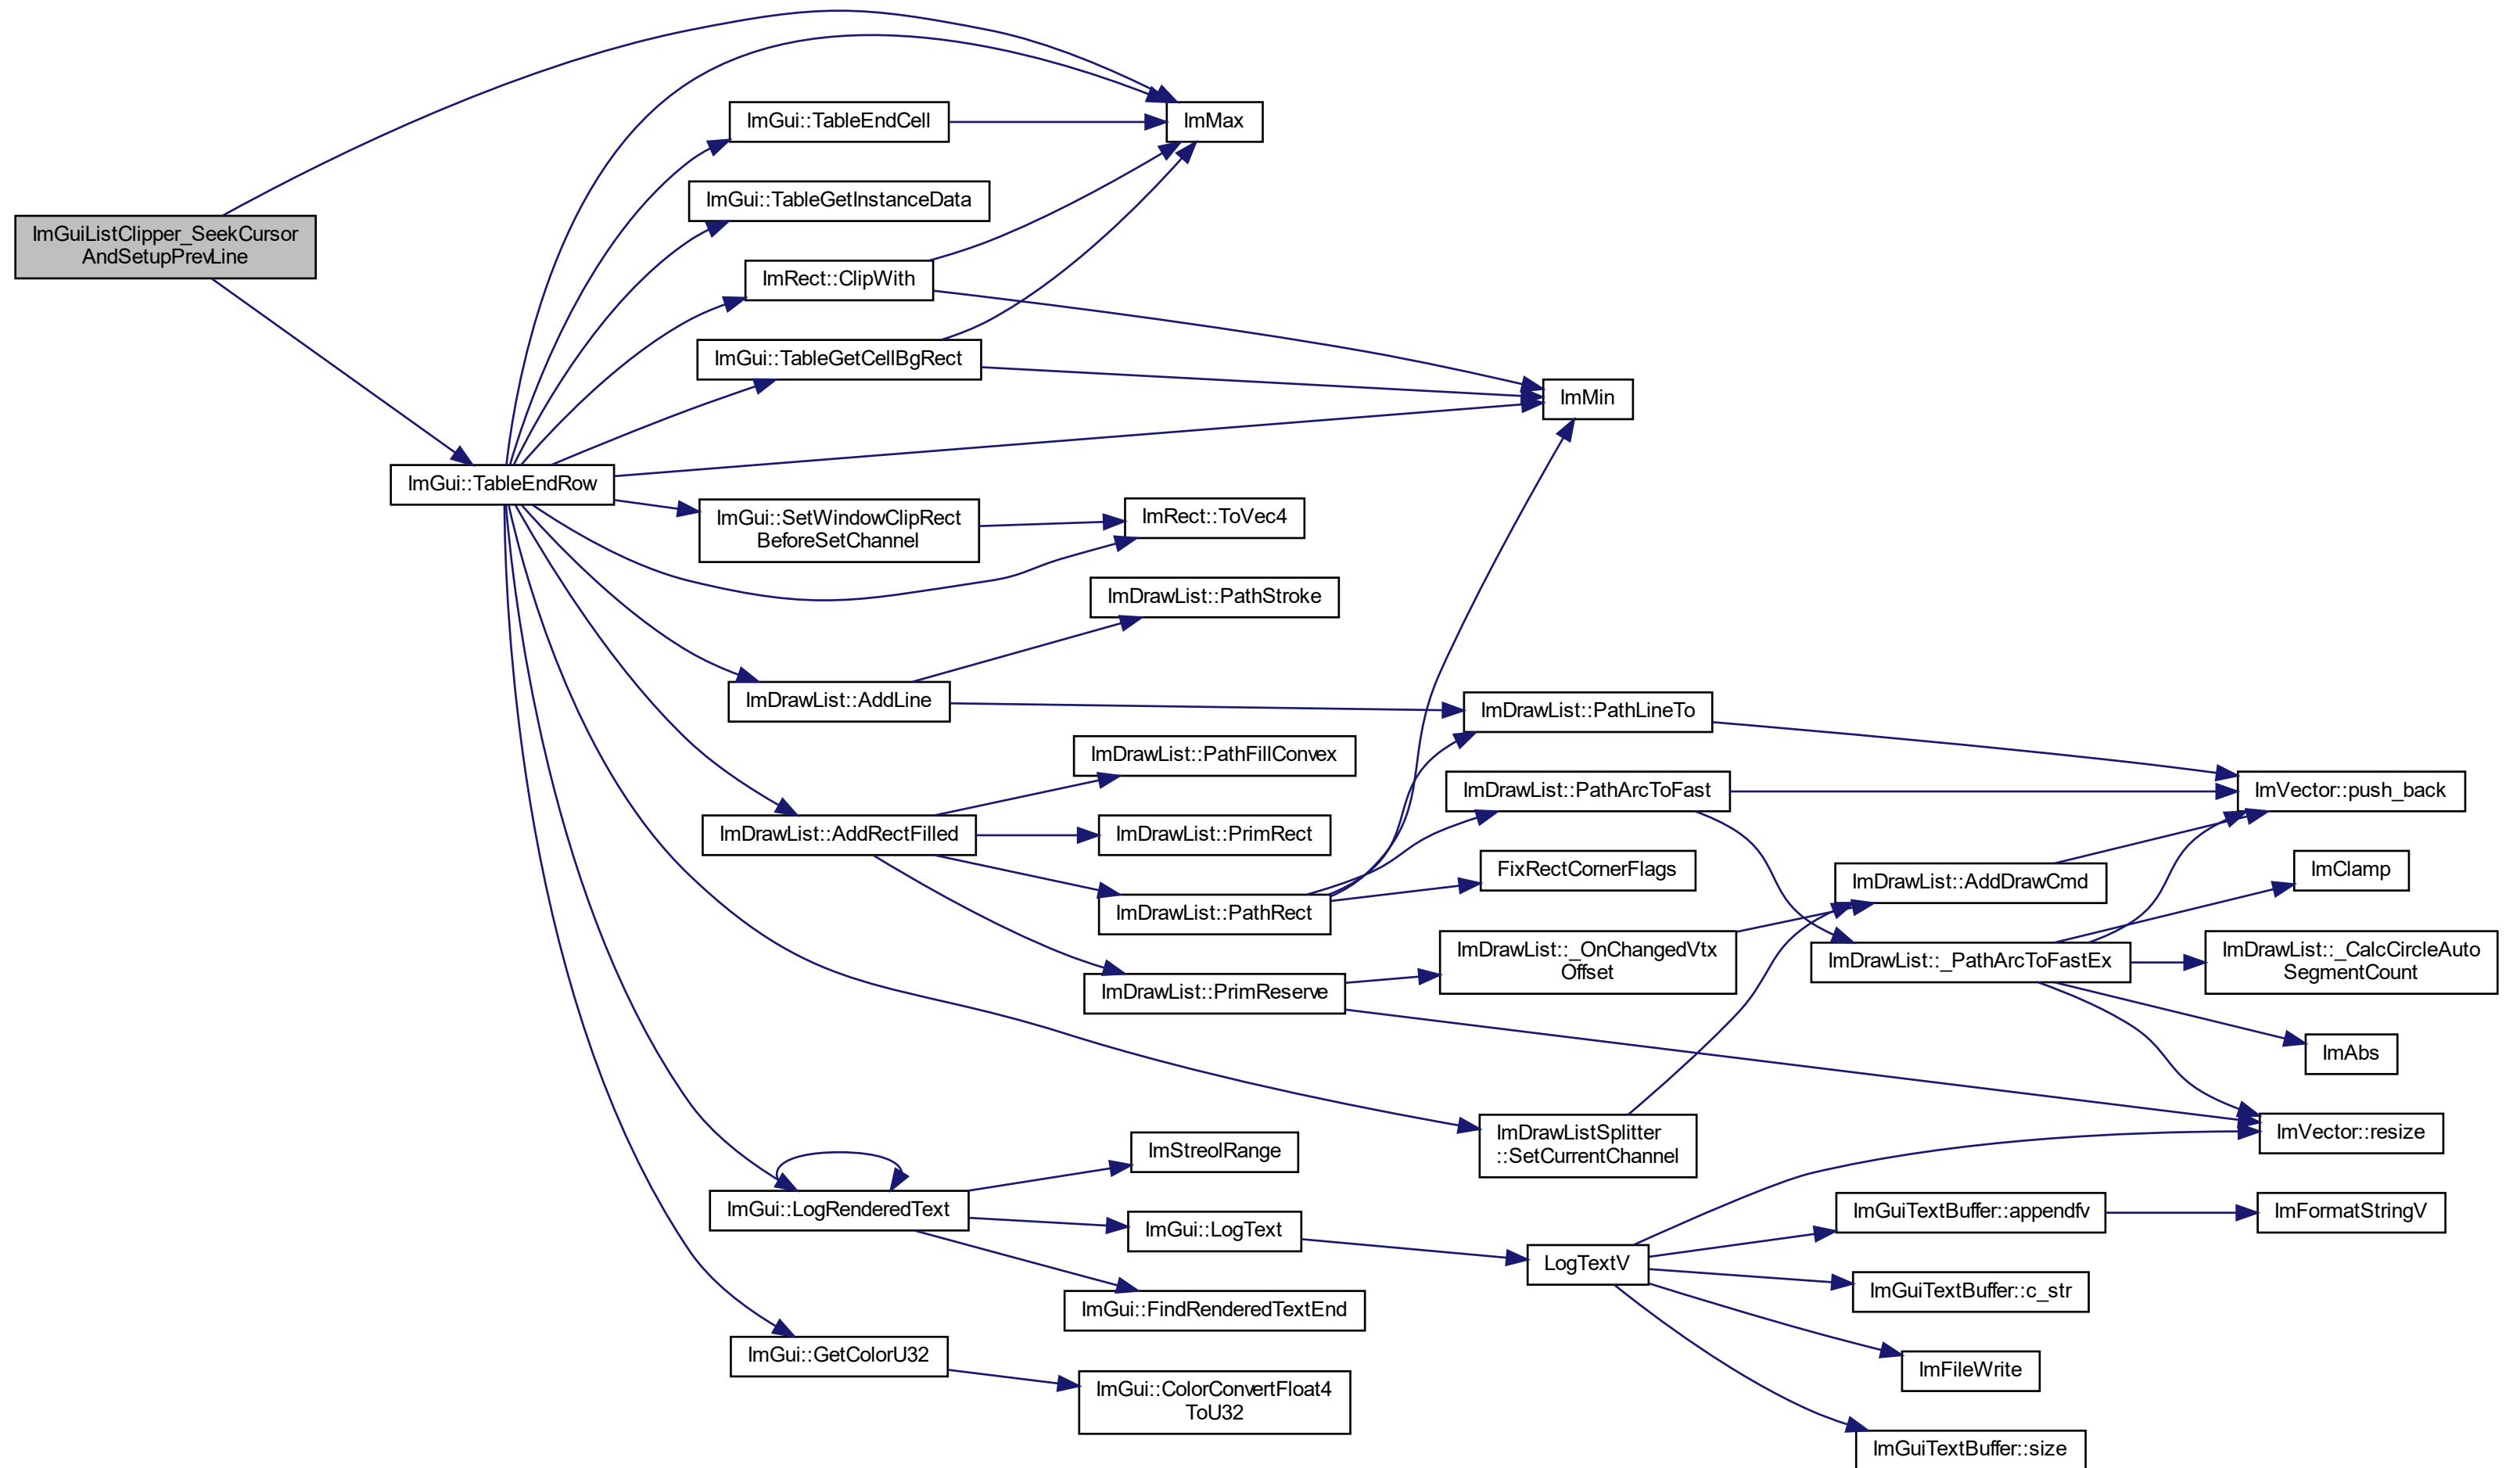 ImGuiListClipper_SeekCursor
AndSetupPrevLine
ImGui::TableEndRow
ImGui::TableEndCell
ImGui::TableGetInstanceData
ImRect::ClipWith
ImGui::TableGetCellBgRect
ImGui::SetWindowClipRect
BeforeSetChannel
ImDrawList::AddLine
ImDrawList::AddRectFilled
ImGui::LogRenderedText
ImGui::GetColorU32
ImMax
ImRect::ToVec4
ImDrawList::PathStroke
ImDrawList::PathFillConvex
ImDrawList::PrimRect
ImDrawList::PathRect
ImDrawList::PrimReserve
ImStreolRange
ImGui::LogText
ImGui::FindRenderedTextEnd
ImGui::ColorConvertFloat4
ToU32
ImMin
ImDrawList::PathLineTo
ImDrawList::PathArcToFast
FixRectCornerFlags
ImDrawList::_OnChangedVtx
Offset
ImDrawListSplitter
::SetCurrentChannel
LogTextV
ImDrawList::AddDrawCmd
ImDrawList::_PathArcToFastEx
ImGuiTextBuffer::appendfv
ImGuiTextBuffer::c_str
ImFileWrite
ImGuiTextBuffer::size
ImVector::push_back
ImClamp
ImDrawList::_CalcCircleAuto
SegmentCount
ImAbs
ImVector::resize
ImFormatStringV